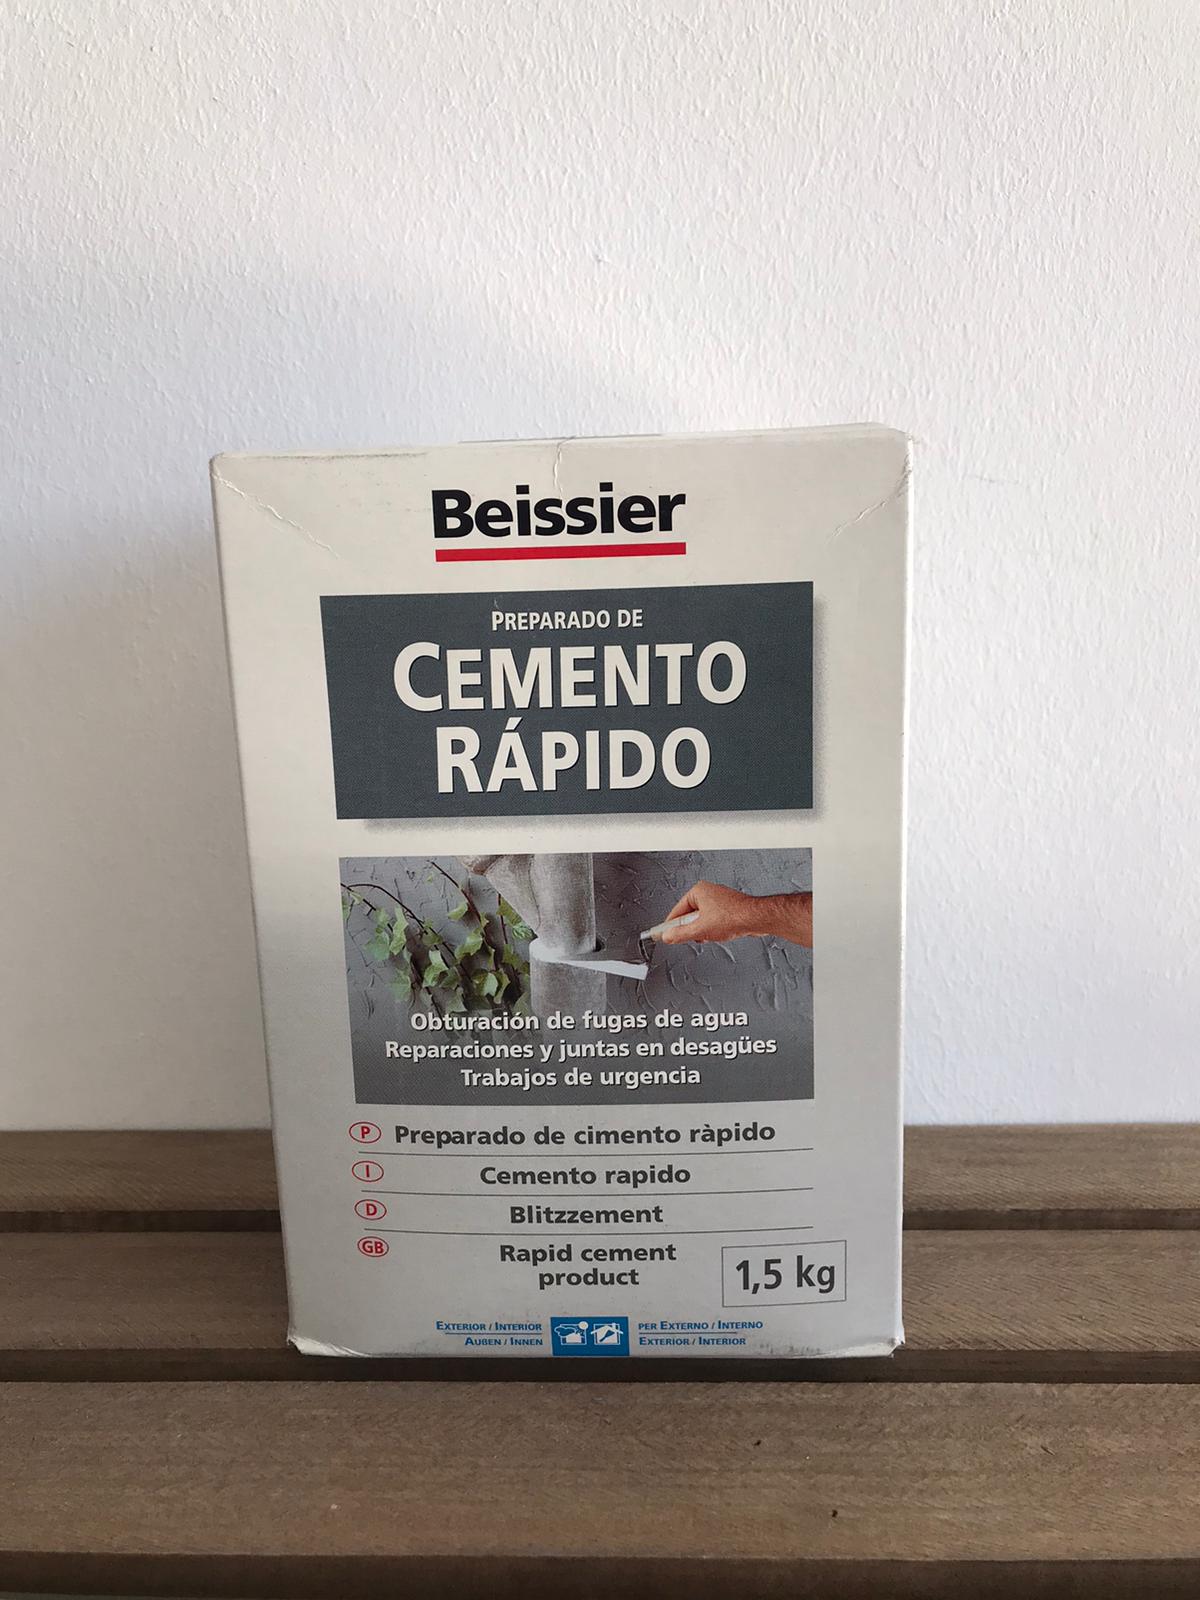 Beissier
PREPARADO DE
CEMENTO
RÁPIDO
Obturación de fugas de agua
Reparaciones y juntas en desagües
Trabajos de urgencia
P Preparado de cimento ràpido
I Cemento rapido
D Blitzzement
GB Rapid cement
product
1,5 kg
EXTERIOR / INTERIOR
AUBEN / INNEN
PER EXTERNO / INTERNO
EXTERIOR / INTERIOR